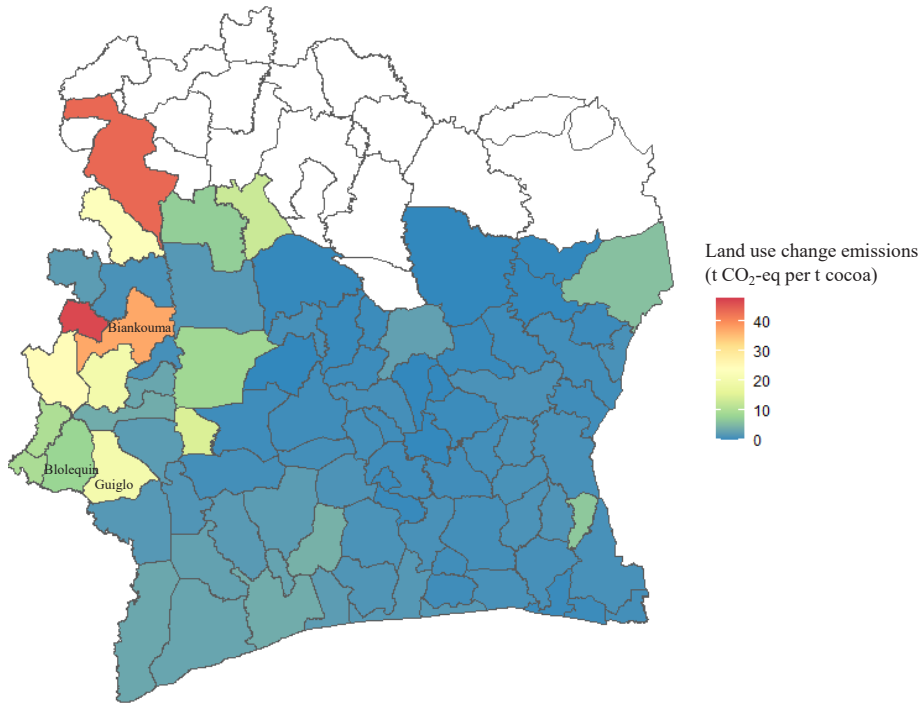 Land use change emissions
(t CO₂-eq per t cocoa)
40
30
20
10
0
Biankouma
Blolequin
Guiglo